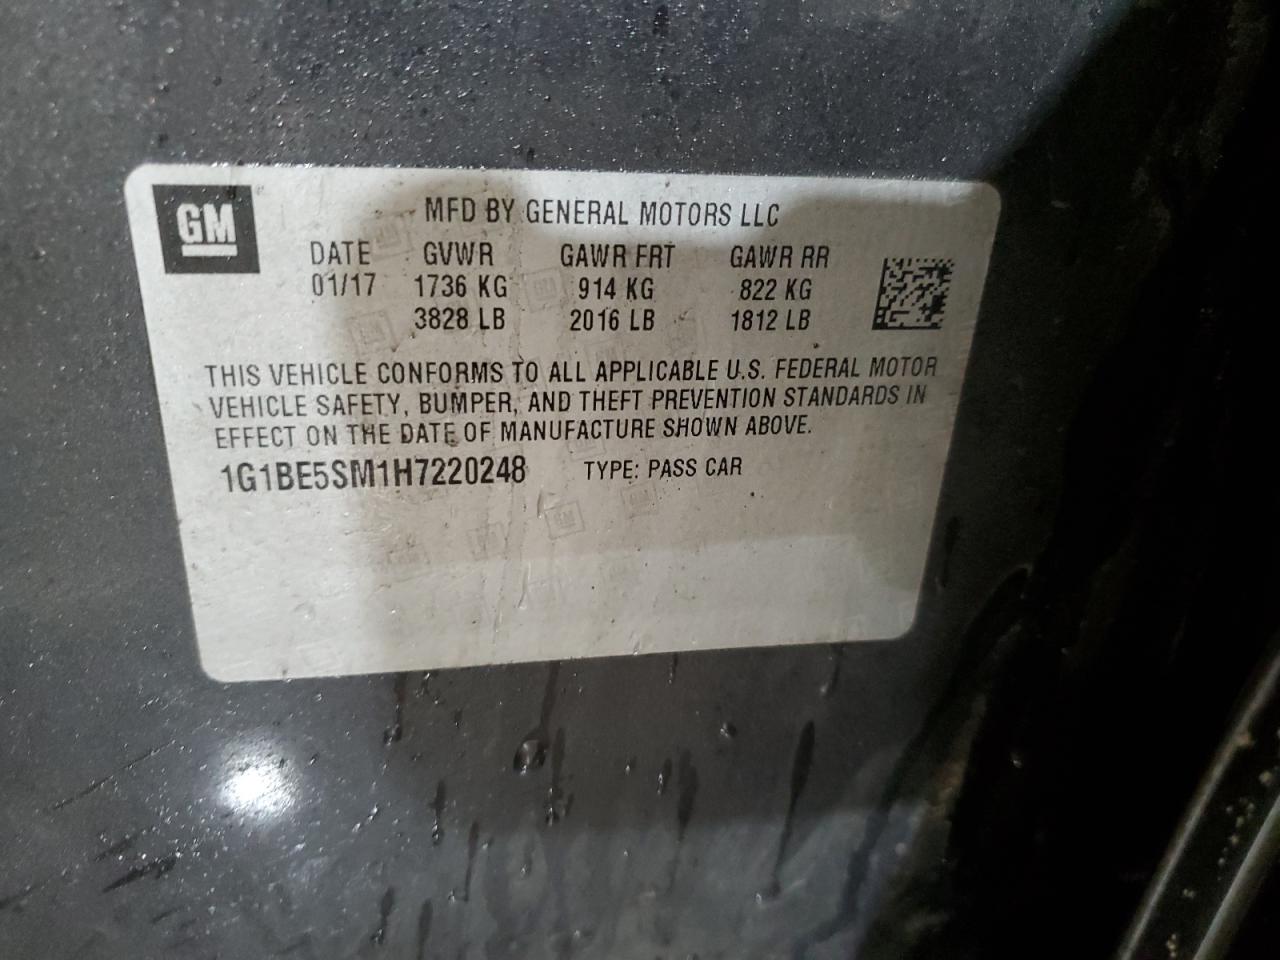 GM
MFD BY GENERAL MOTORS LLC
DATE GVWR GAWR FRT GAWR RR
01/17 1736 KG 914 KG 822 KG
3828 LB 2016 LB 1812 LB
THIS VEHICLE CONFORMS TO ALL APPLICABLE U.S. FEDERAL MOTOR
VEHICLE SAFETY, BUMPER, AND THEFT PREVENTION STANDARDS IN
EFFECT ON THE DATE OF MANUFACTURE SHOWN ABOVE.
1G1BE5SM1H7220248 TYPE: PASS CAR